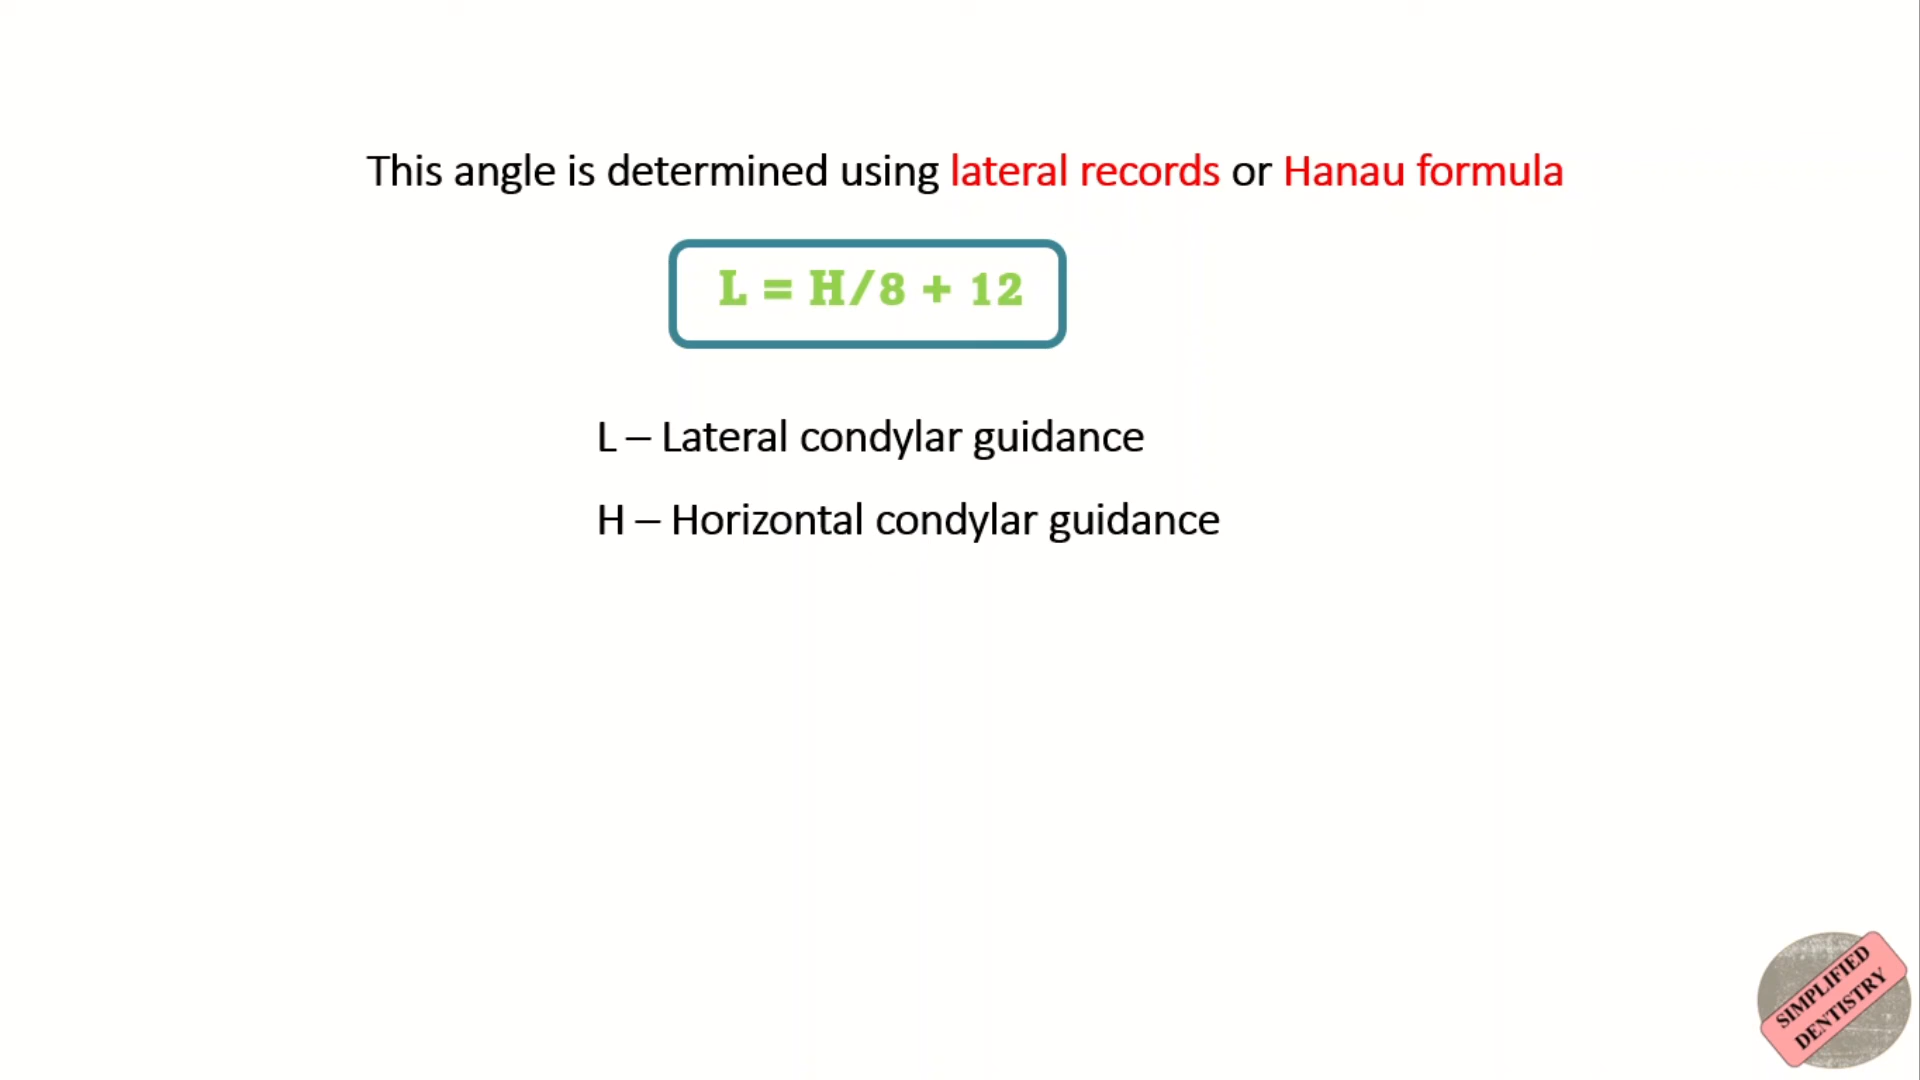 This angle is determined using lateral records or Hanau formula
L = H/8 + 12
L – Lateral condylar guidance
H – Horizontal condylar guidance
SIMPLIFIED
DENTISTRY